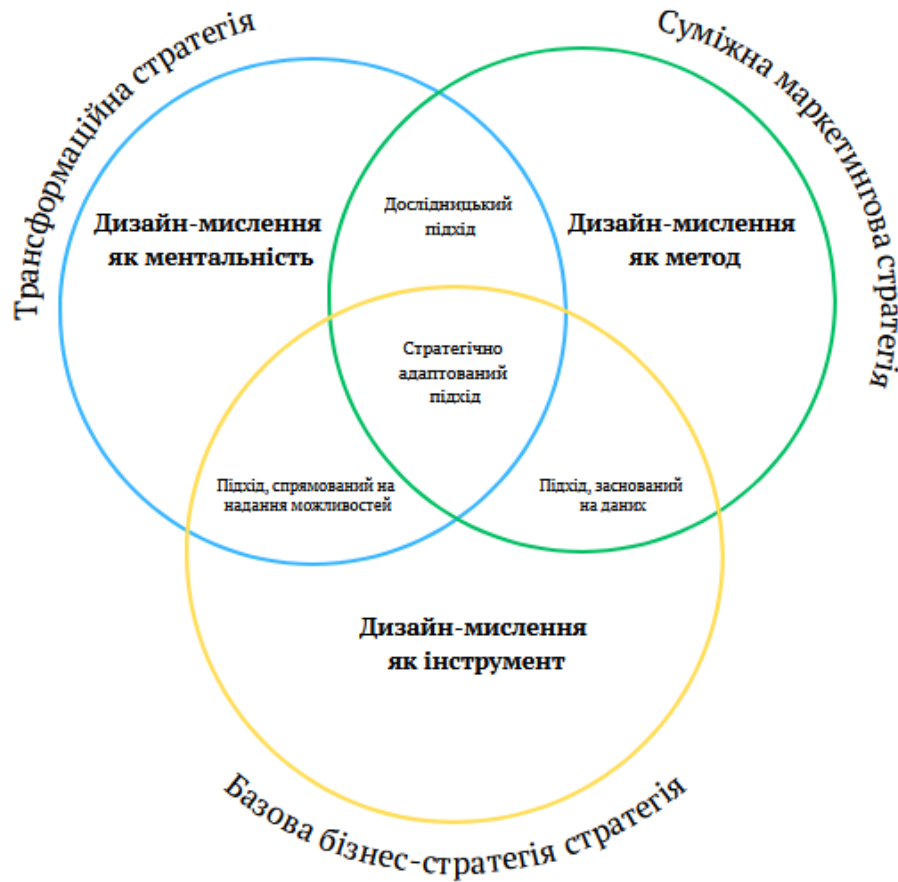 Трансформаційна стратегія
Суміжна маркетингова стратегія
Дослідницький
підхід
Дизайн-мислення
як ментальність
Дизайн-мислення
як метод
Стратегічно
адаптований
підхід
Підхід, спрямований на
надання можливостей
Підхід, заснований
на даних
Дизайн-мислення
як інструмент
Базова бізнес-стратегія стратегія